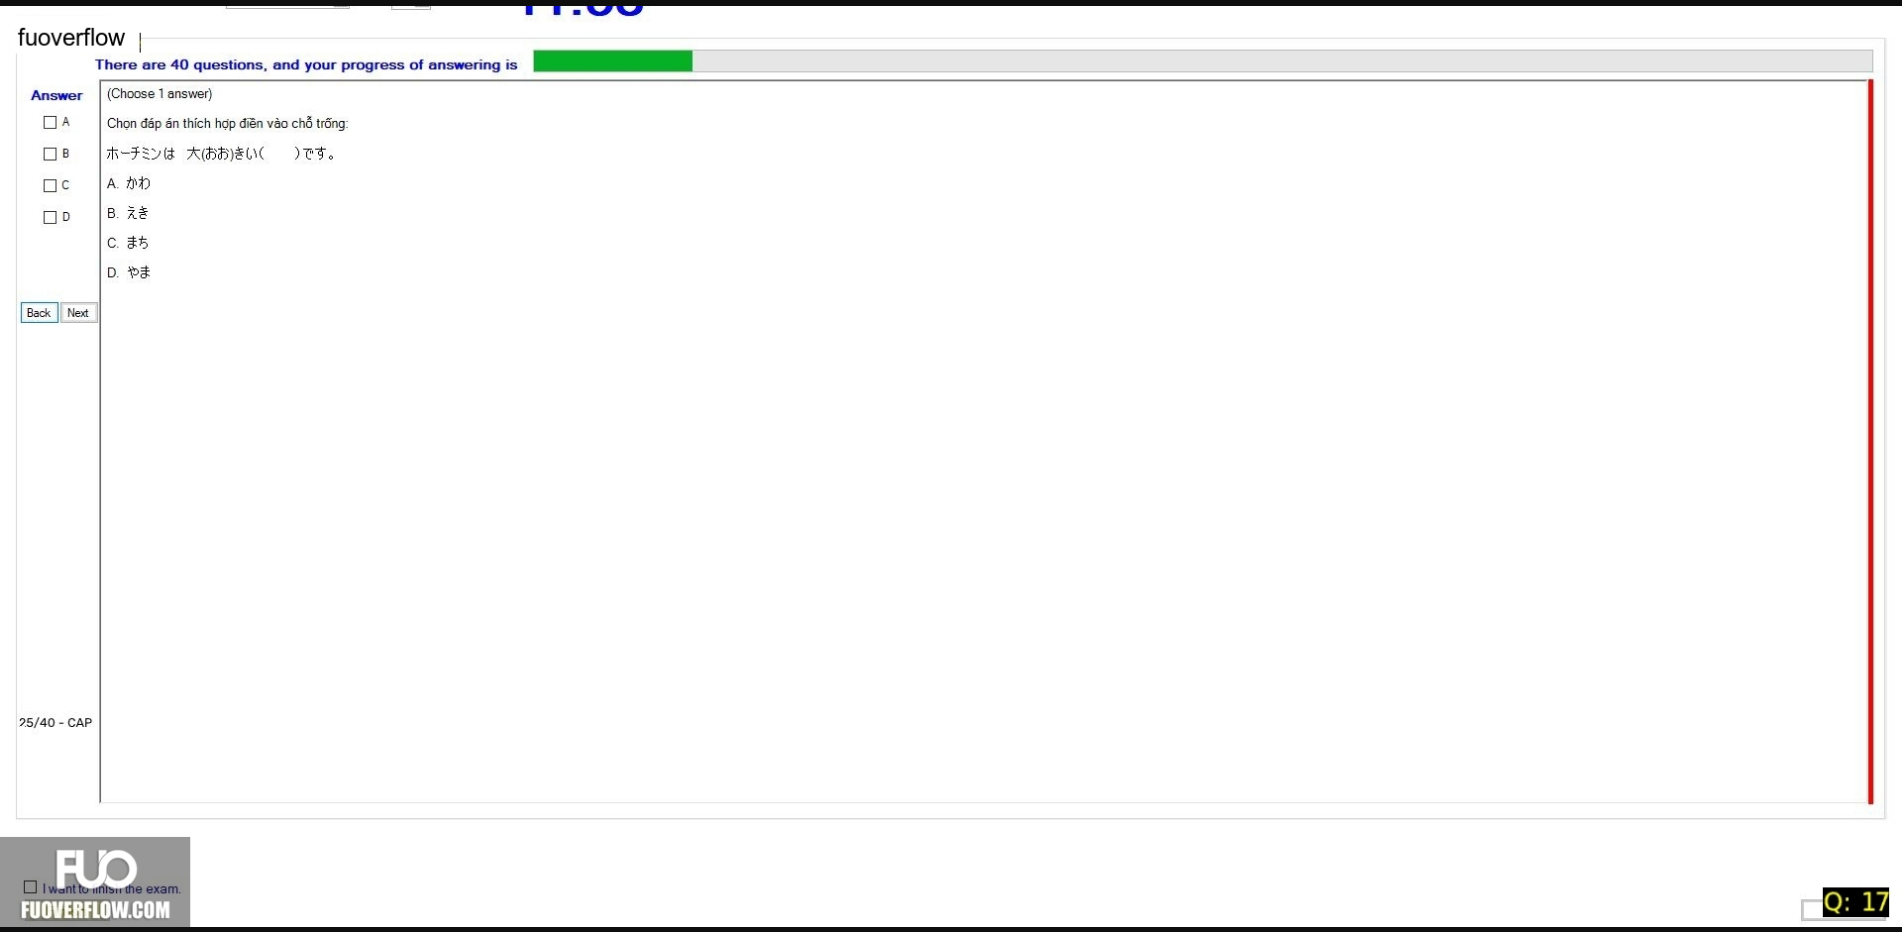 fuoverflow
There are 40 questions, and your progress of answering is
Answer
A
B
C
D
Back Next
(Choose 1 answer)
Chọn đáp án thích hợp điền vào chỗ trống:
ホーチミンは 大(おお)きい( )です。
A. かわ
B. えき
C. まち
D. やま
25/40 - CAP
FUO
I want to finish the exam.
FUOVERFLOW.COM
Q: 17